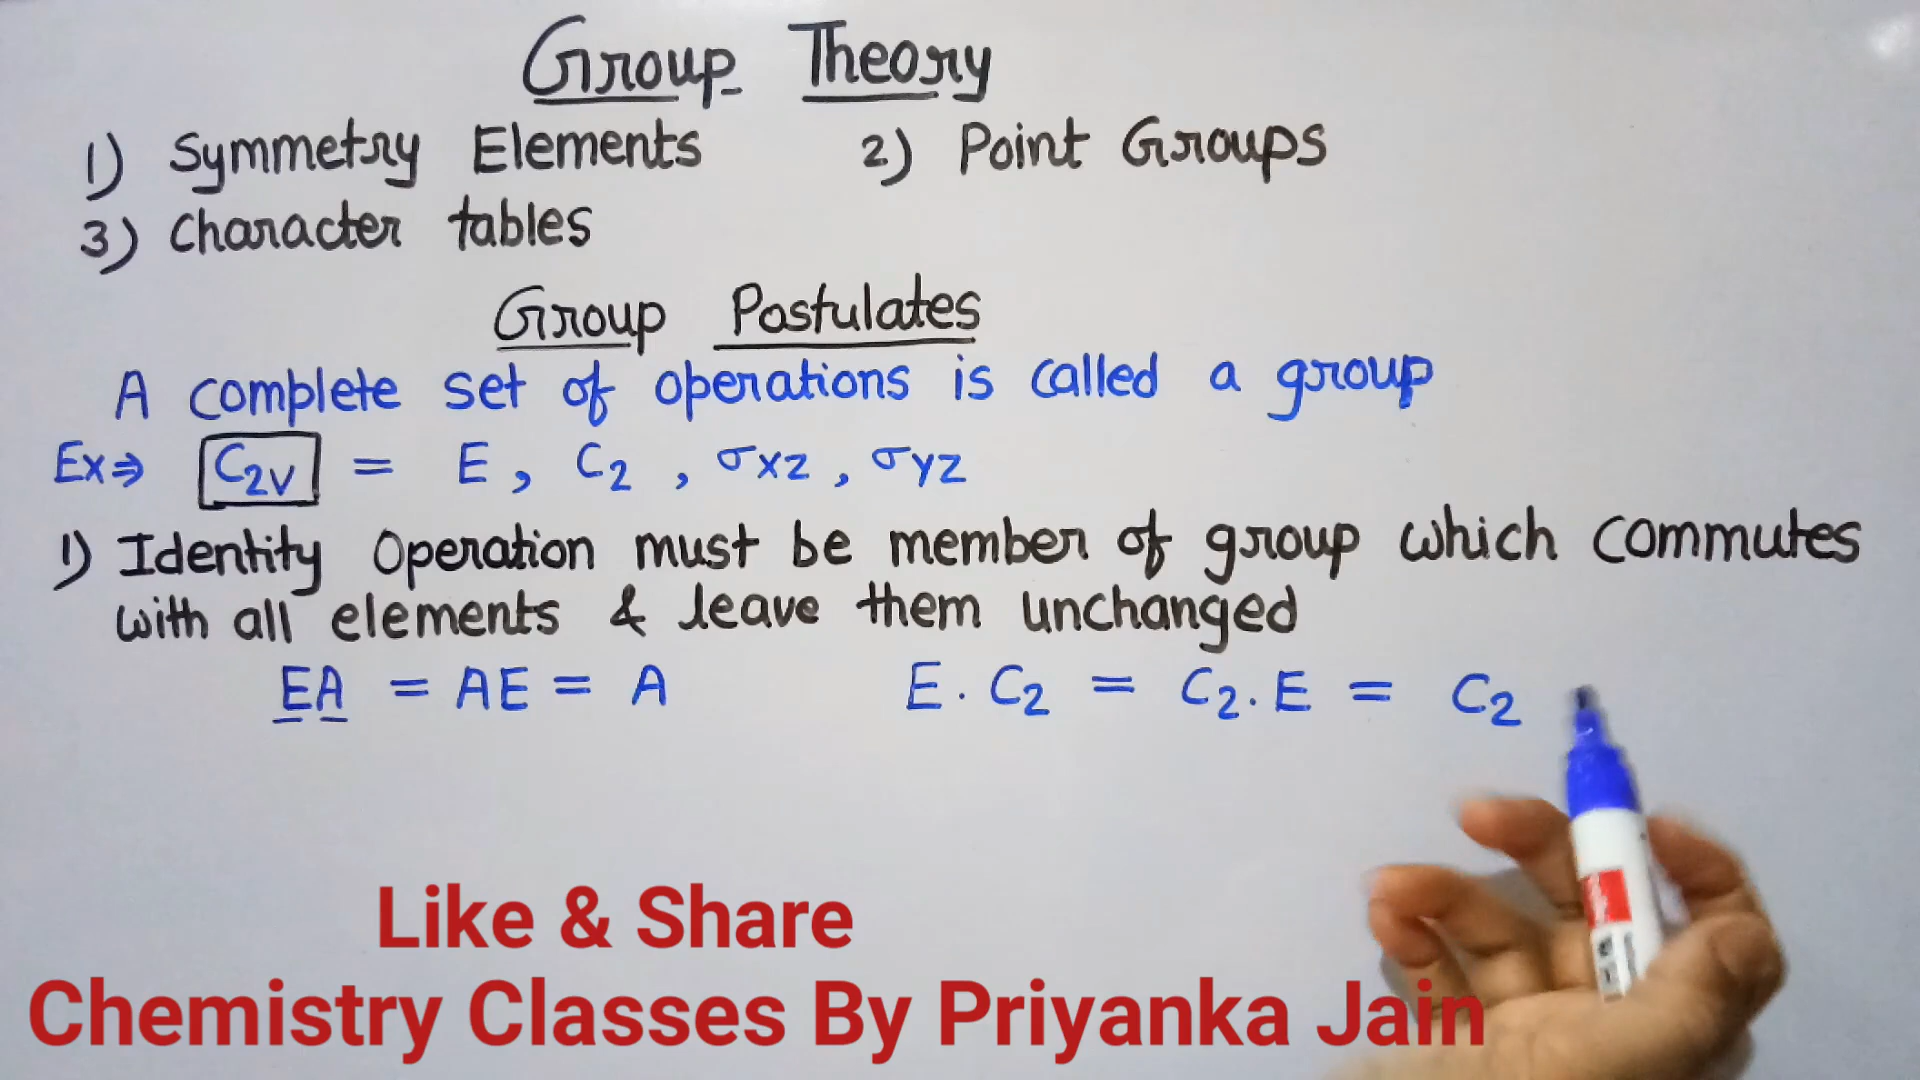 Group Theory
1) Symmetry Elements 2) Point Groups
3) Character tables
Group Postulates
A complete set of operations is called a group
Ex⇒ C2V = E, C2, σxz, σyz
1) Identity Operation must be member of group which commutes
with all elements & leave them unchanged
EA = AE = A E. C2 = C2. E = C2
Like & Share
Chemistry Classes By Priyanka Jain